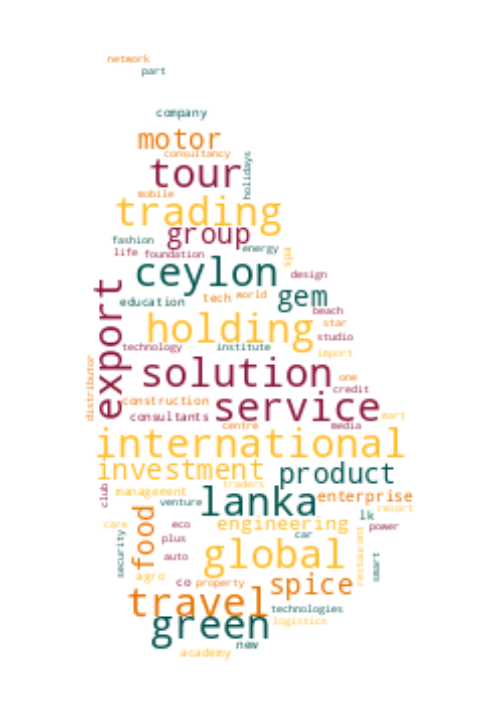 network
part
company
motor
consultancy
tour
holidays
mobile
trading
group
fashion
energy
life foundation
spa
ceylon
design
gem
education
tech world
beach
export
holding
star
studio
technology
institute
import
distributor
solution
one
credit
construction
service
consultants
mart
centre
media
international
investment
product
traders
club
management
lanka
enterprise
venture
resort
food
lk
care
eco
engineering
power
plus
car
security
restaurant
auto
global
smart
agro
co
property
spice
travel
technologies
green
logistics
new
academy